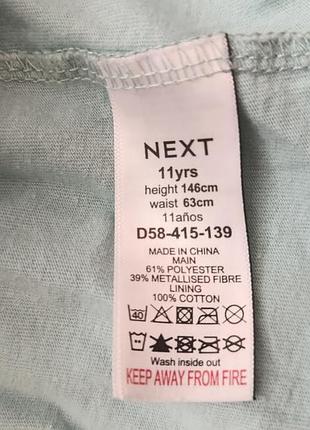 NEXT
11yrs
height 146cm
waist 63cm
11años
D58-415-139
MADE IN CHINA
MAIN
61% POLYESTER
39% METALLISED FIBRE
LINING
100% COTTON
40
Wash inside out
KEEP AWAY FROM FIRE